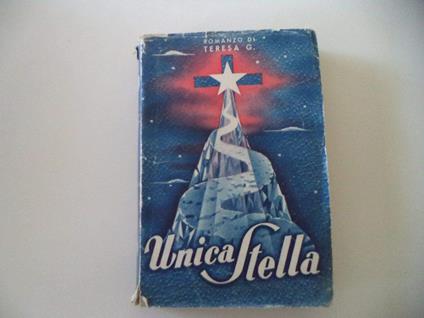 ROMANZO DI
TERESA G.
Unica Stella